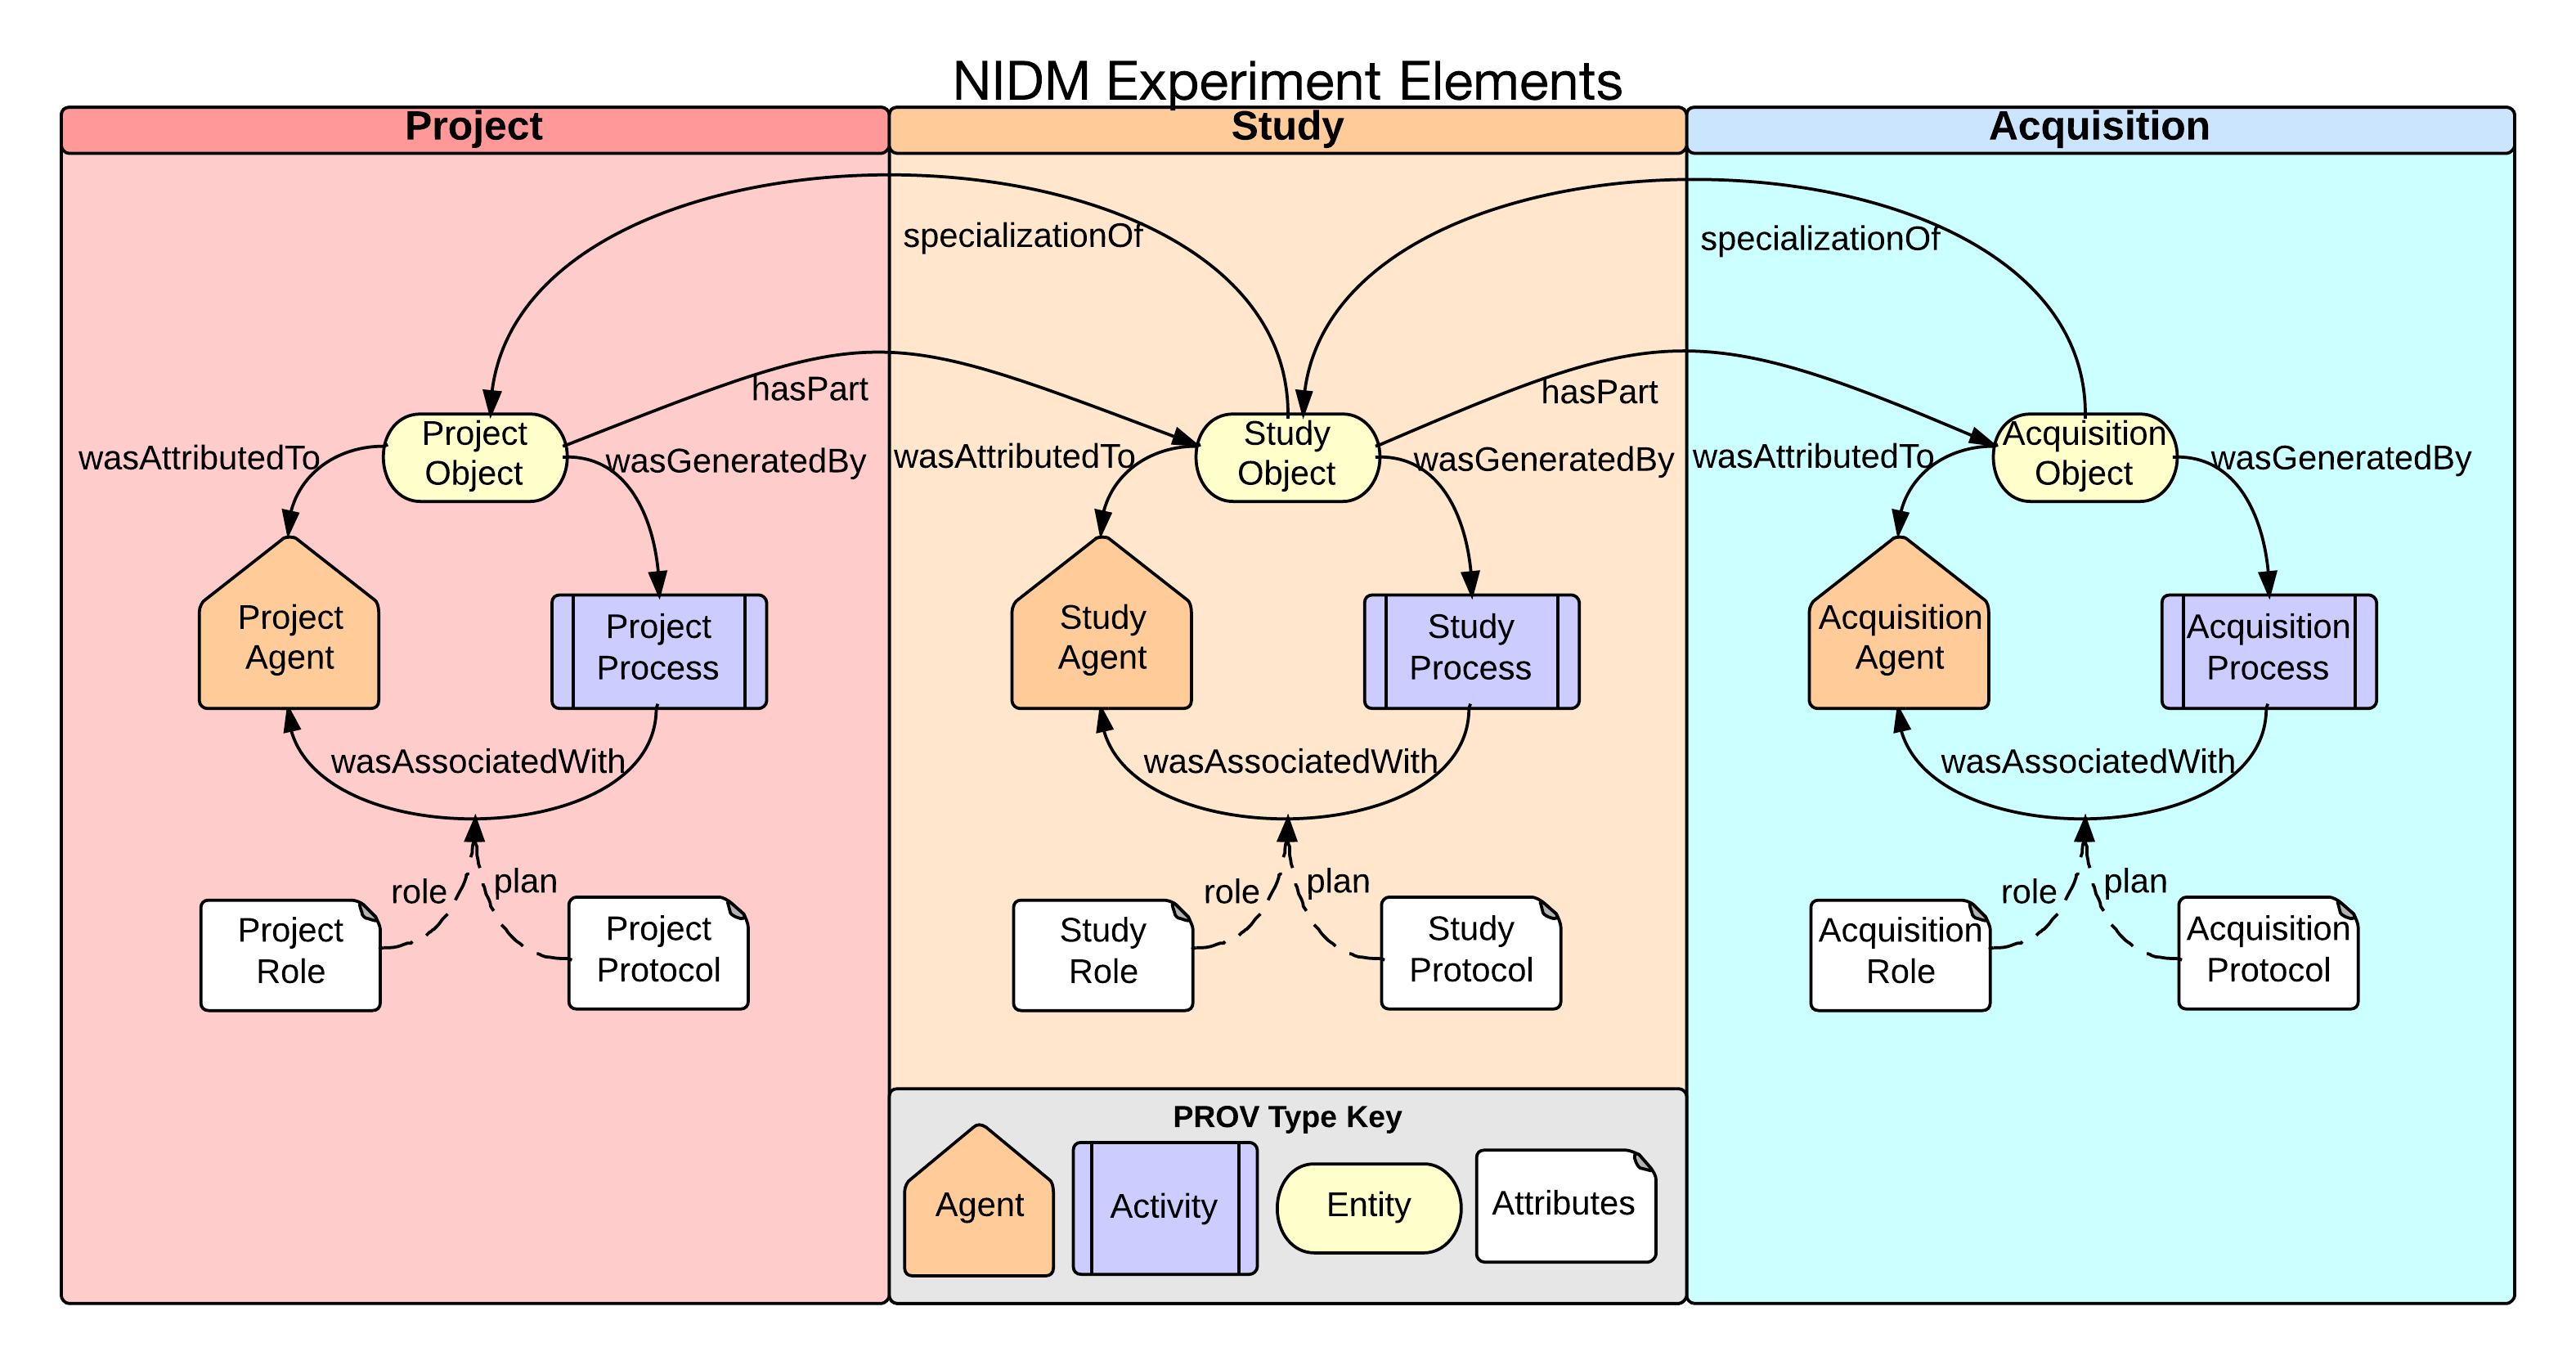 NIDM Experiment Elements
Project
Study
Acquisition
specializationOf
specializationOf
hasPart
hasPart
wasAttributedTo
Project
Object
wasGeneratedBy
wasAttributedTo
Study
Object
wasGeneratedBy
wasAttributedTo
Acquisition
Object
wasGeneratedBy
Project
Agent
Project
Process
Study
Agent
Study
Process
Acquisition
Agent
Acquisition
Process
wasAssociatedWith
wasAssociatedWith
wasAssociatedWith
role
plan
role
plan
role
plan
Project
Role
Project
Protocol
Study
Role
Study
Protocol
Acquisition
Role
Acquisition
Protocol
PROV Type Key
Agent
Activity
Entity
Attributes